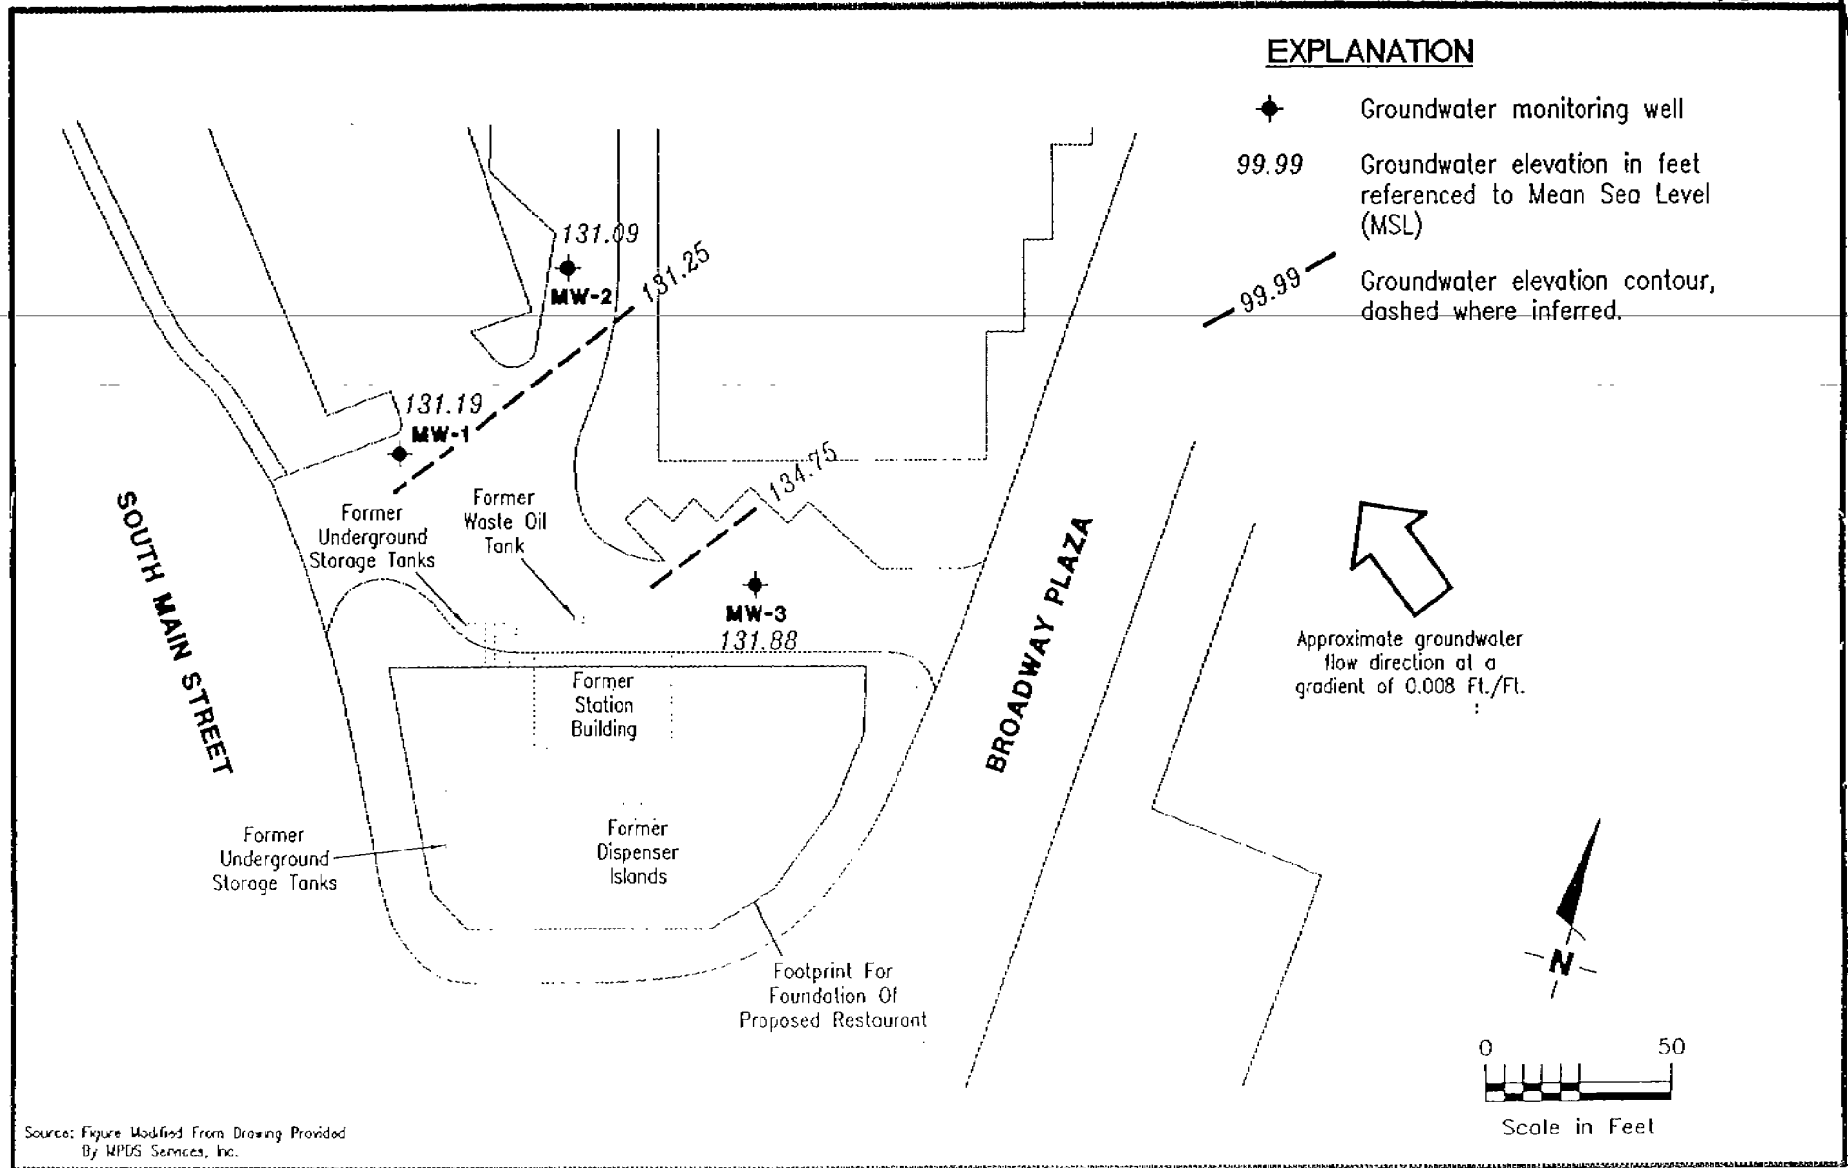 EXPLANATION
Groundwater monitoring well
99.99
Groundwater elevation in feet
referenced to Mean Sea Level
(MSL)
99.99
Groundwater elevation contour,
dashed where inferred.
131.09
MW-2
131.25
131.19
MW-1
134.75
Former
Underground
Storage Tanks
Former
Waste Oil
Tank
MW-3
131.88
SOUTH MAIN STREET
BROADWAY PLAZA
Approximate groundwater
flow direction at a
gradient of 0.008 Ft./Ft.
Former
Station
Building
Former
Underground
Storage Tanks
Former
Dispenser
Islands
Footprint For
Foundation Of
Proposed Restaurant
N
0 50
Scale in Feet
Source: Figure Modified From Drawing Provided
By MPDS Services, Inc.